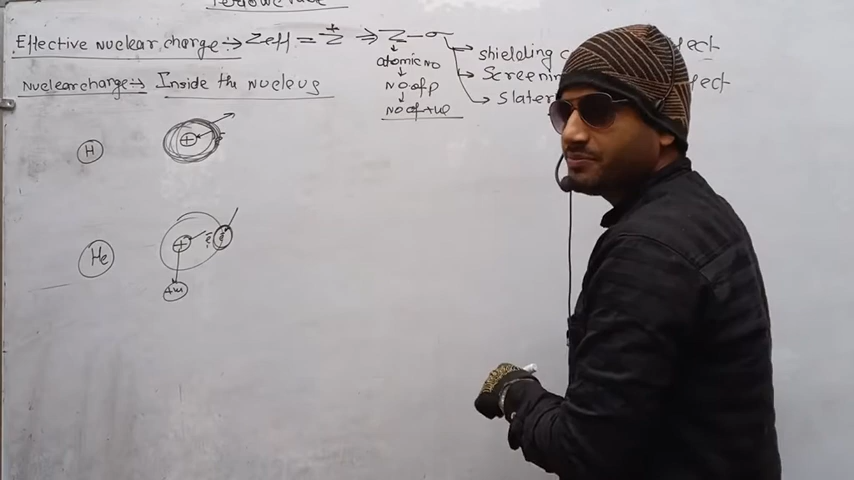 Effective nuclear charge :→ Zeff = Z* ⇒ Z-σ
atomic no
↓
No of p
↓
No of +ve
shielding
Screenin
Slater
Nuclear charge :→ Inside the nucleus
H
+
He
+
+ve